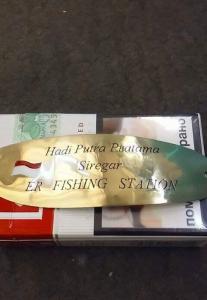 Hadi Putra Pratama
Siregar
ER FISHING STATION